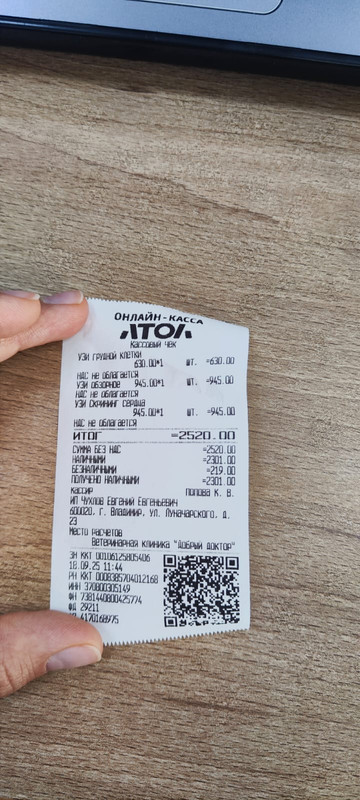 ОНЛАЙН-КАССА
АТОЛ
Кассовый чек
УЗИ ГРУДНОЙ КЛЕТКИ
630.00*1 ШТ. =630.00
НДС не облагается
УЗИ ОБЗОРНОЕ 945.00*1 ШТ. =945.00
НДС не облагается
УЗИ Скрининг сердца
945.00*1 ШТ. =945.00
НДС не облагается
ИТОГ =2520.00
СУММА БЕЗ НДС =2520.00
НАЛИЧНЫМИ =2301.00
БЕЗНАЛИЧНЫМИ =219.00
ПОЛУЧЕНО НАЛИЧНЫМИ =2301.00
Кассир Попова К. В.
ИП Чухлов Евгений Евгеньевич
600020, г. Владимир, ул. Луначарского, д.
23
Место расчетов
Ветеринарная клиника "Добрый доктор"
ЗН ККТ 00106125805406
18.09.25 11:44
РН ККТ 0008385704012168
ИНН 370800305149
ФН 7381440800425774
ФД 29211
4170168975